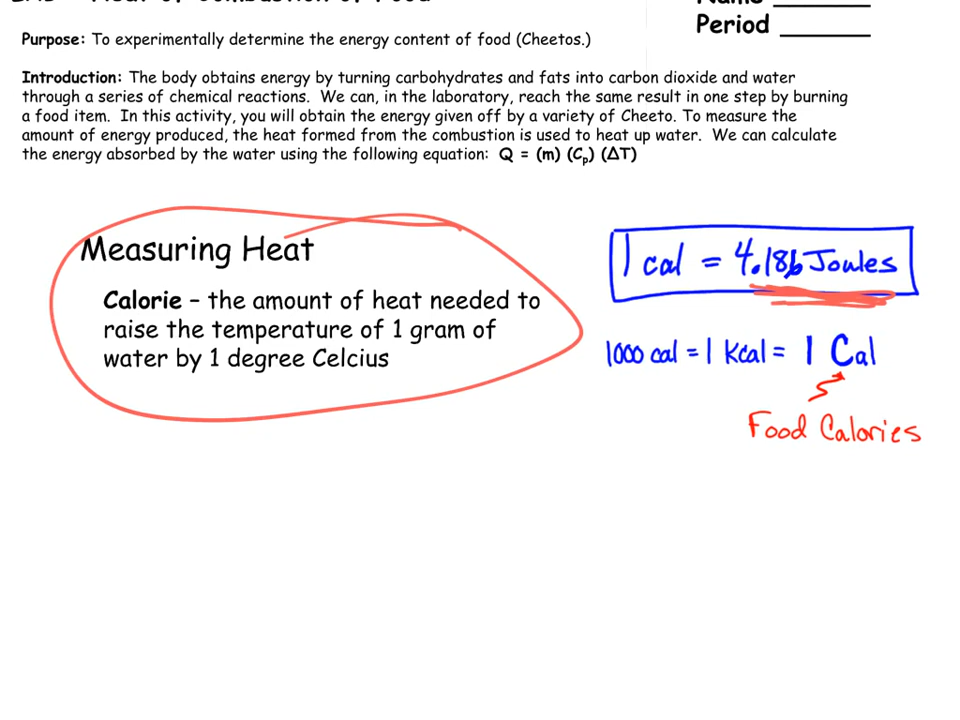 Name ________
Period ________
Purpose: To experimentally determine the energy content of food (Cheetos.)
Introduction: The body obtains energy by turning carbohydrates and fats into carbon dioxide and water
through a series of chemical reactions. We can, in the laboratory, reach the same result in one step by burning
a food item. In this activity, you will obtain the energy given off by a variety of Cheeto. To measure the
amount of energy produced, the heat formed from the combustion is used to heat up water. We can calculate
the energy absorbed by the water using the following equation: Q = (m) (Cp) (ΔT)
Measuring Heat
Calorie – the amount of heat needed to
raise the temperature of 1 gram of
water by 1 degree Celcius
1 cal = 4.186 Joules
1000 cal = 1 Kcal = 1 Cal
Food Calories